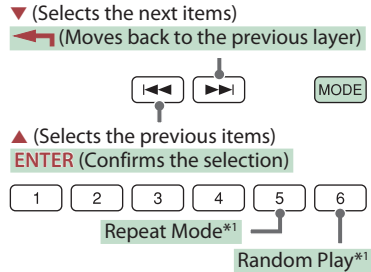 ▼ (Selects the next items)
(Moves back to the previous layer)
MODE
▲ (Selects the previous items)
ENTER (Confirms the selection)
1 2 3 4 5 6
Repeat Mode*1
Random Play*1